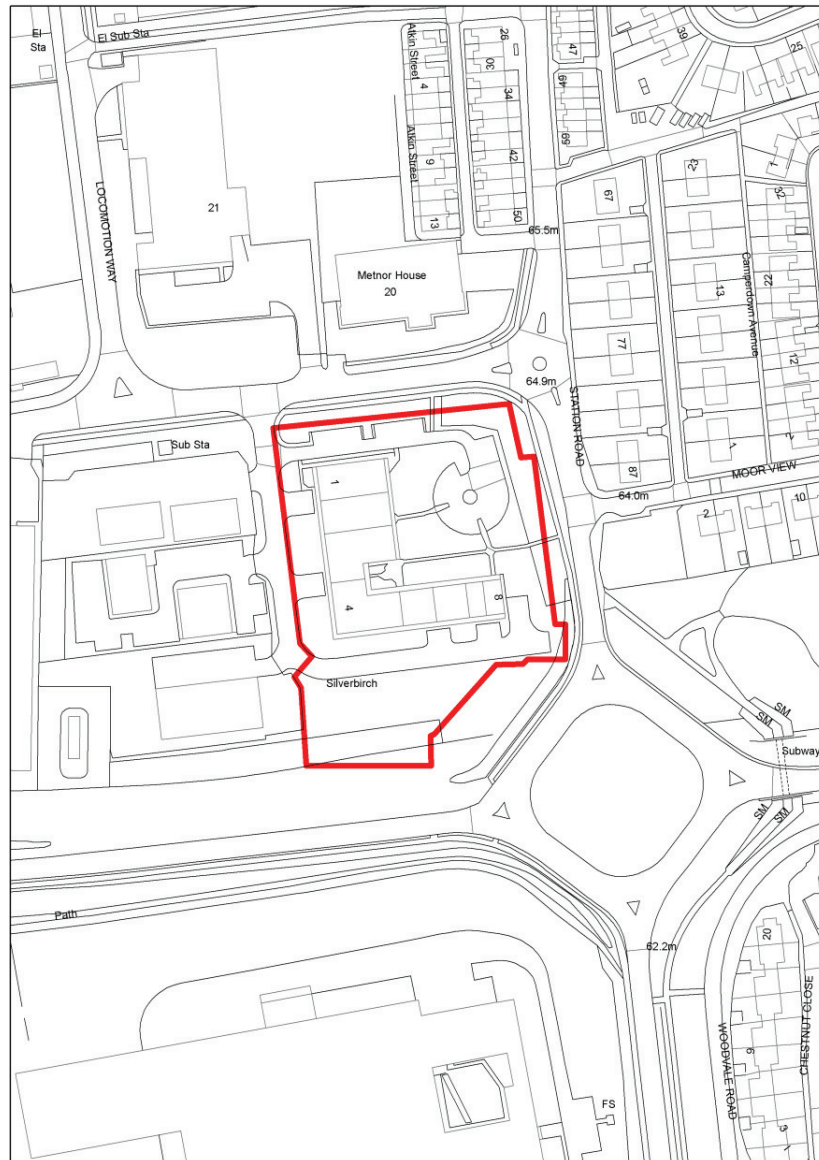 El
Sta
El Sub Sta
Atkin Street
4
Atkin Street
9
13
26
30
34
42
50
47
49
59
39
25
21
LOCOMOTION WAY
Metnor House
20
65.5m
67
77
87
23
13
1
Camperdown Avenue
1
32
22
12
2
64.9m
STATION ROAD
64.0m
MOOR VIEW
2
10
Sub Sta
1
4
8
Silverbirch
SM
SM
Subway
SM
SM
Path
62.2m
20
9
3
1
WOODVALE ROAD
CHESTNUT CLOSE
FS